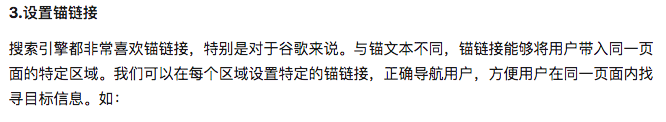 3.设置锚链接
搜索引擎都非常喜欢锚链接，特别是对于谷歌来说。与锚文本不同，锚链接能够将用户带入同一页
面的特定区域。我们可以在每个区域设置特定的锚链接，正确导航用户，方便用户在同一页面内找
寻目标信息。如：